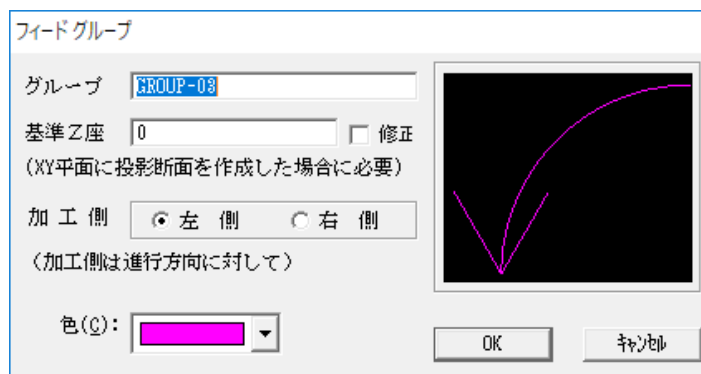 フィード グループ
グループ GROUP-03
基準Z座 0 修正
(XY平面に投影断面を作成した場合に必要)
加 工 側 左 側 右 側
(加工側は進行方向に対して)
色(C):
OK キャンセル